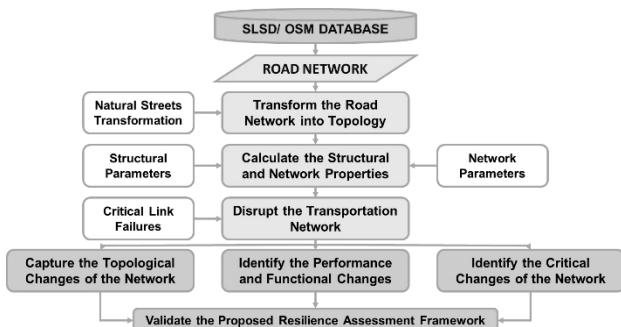 SLSD/ OSM DATABASE
ROAD NETWORK
Natural Streets
Transformation
Transform the Road
Network into Topology
Structural
Parameters
Calculate the Structural
and Network Properties
Network
Parameters
Critical Link
Failures
Disrupt the Transportation
Network
Capture the Topological
Changes of the Network
Identify the Performance
and Functional Changes
Identify the Critical
Changes of the Network
Validate the Proposed Resilience Assessment Framework